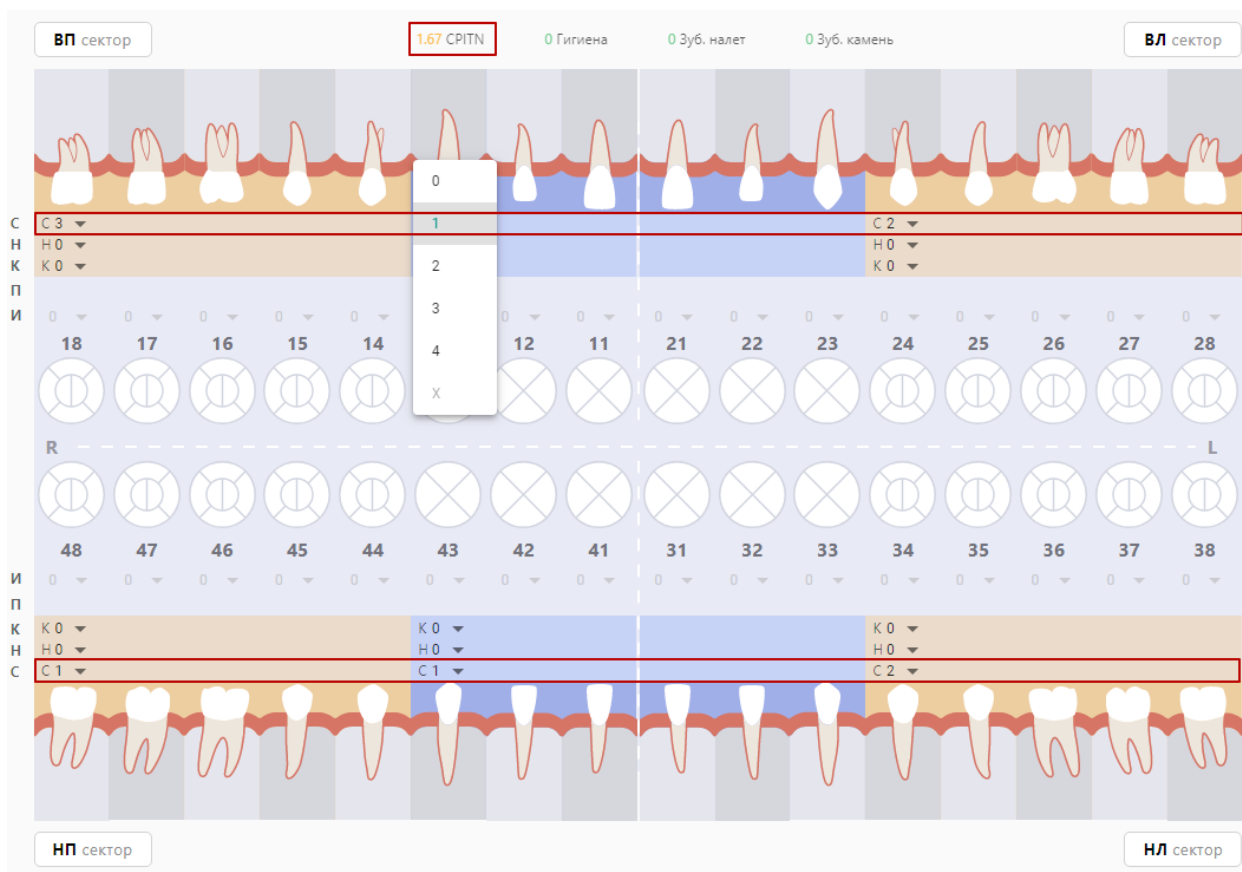 ВП сектор 1.67 CPITN 0 Гигиена 0 Зуб. налет 0 Зуб. камень ВЛ сектор
0
С С 3 1 С 2
Н Н 0 Н 0
К К 0 2 К 0
П
3
И 0 0 0 0 0 0 0 0 0 0 0 0 0 0 0
18 17 16 15 14 12 11 21 22 23 24 25 26 27 28
4
X
R L
48 47 46 45 44 43 42 41 31 32 33 34 35 36 37 38
И 0 0 0 0 0 0 0 0 0 0 0 0 0 0 0 0
П
К К 0 К 0 К 0
Н Н 0 Н 0 Н 0
С С 1 С 1 С 2
НП сектор НЛ сектор